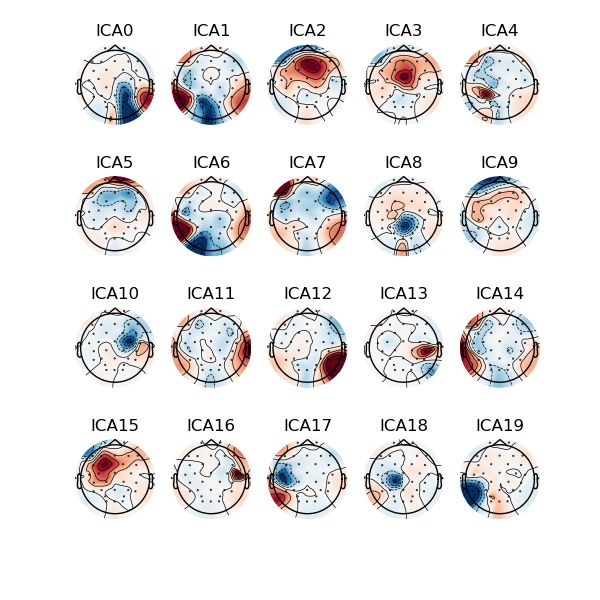 ICA0 ICA1 ICA2 ICA3 ICA4
ICA5 ICA6 ICA7 ICA8 ICA9
ICA10 ICA11 ICA12 ICA13 ICA14
ICA15 ICA16 ICA17 ICA18 ICA19